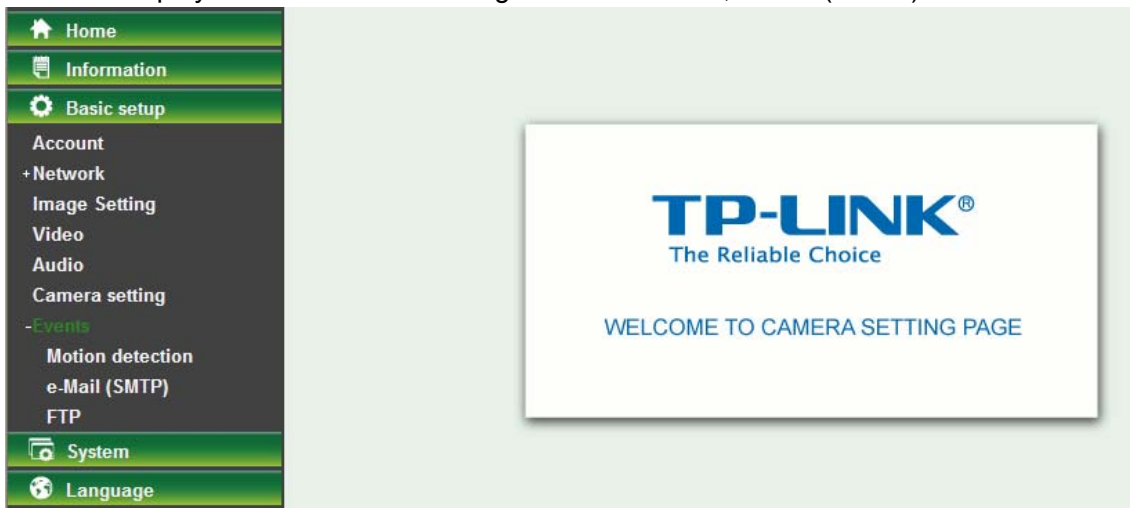 Home
Information
Basic setup
Account
+Network
Image Setting
Video
Audio
Camera setting
-Events
Motion detection
e-Mail (SMTP)
FTP
System
Language
TP-LINK®
The Reliable Choice
WELCOME TO CAMERA SETTING PAGE